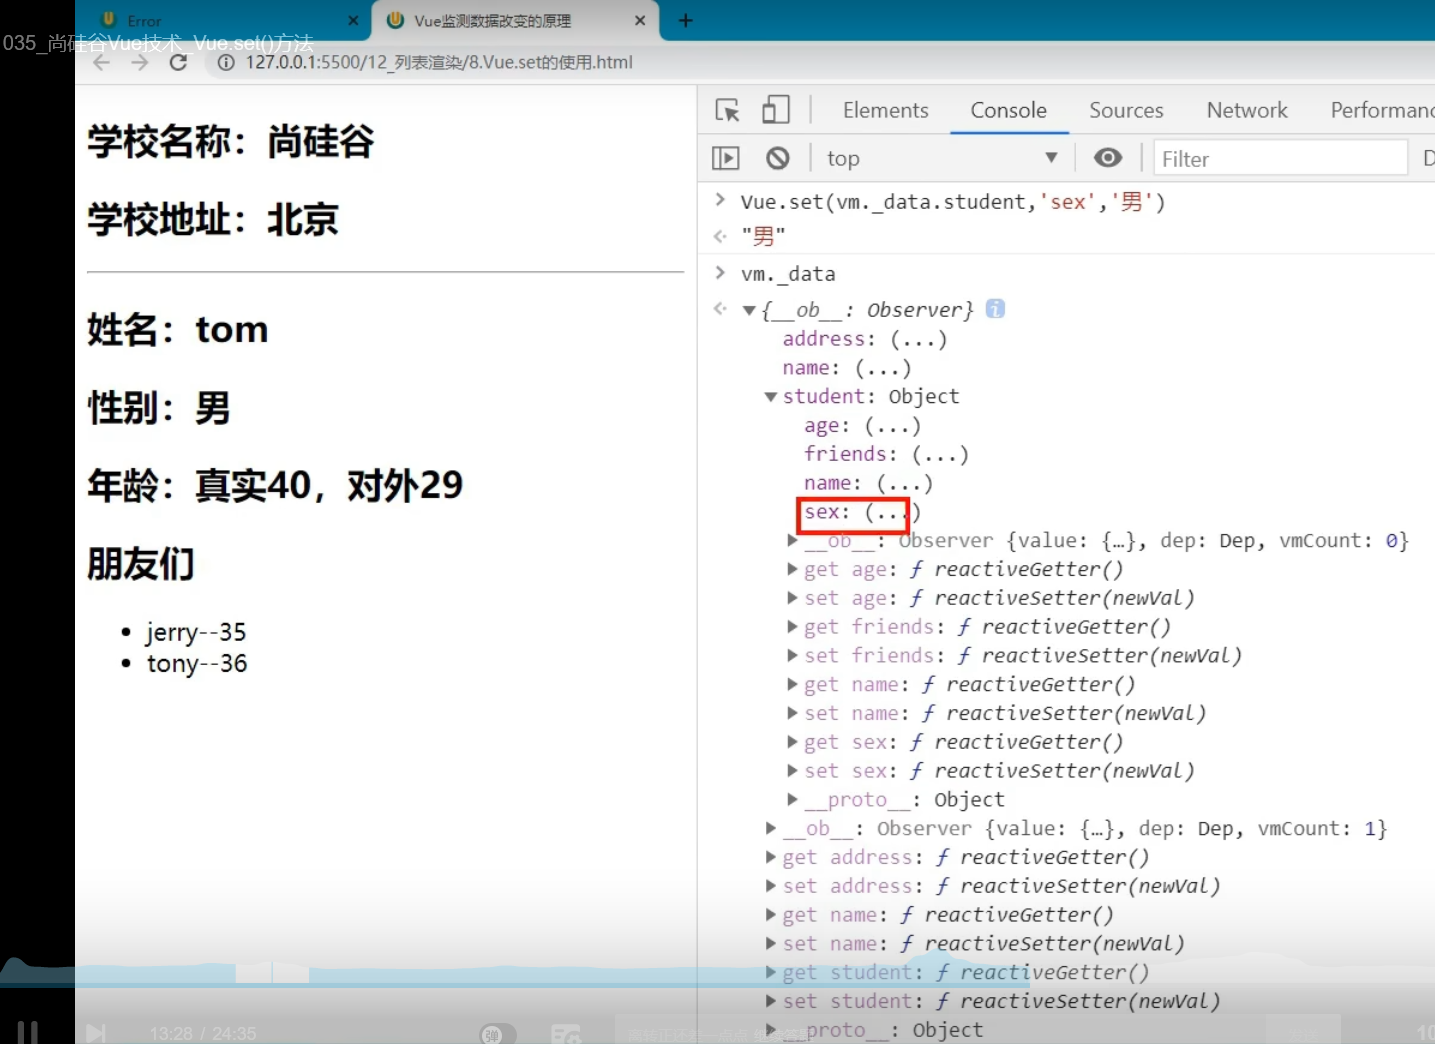 Error
Vue监测数据改变的原理
035_尚硅谷Vue技术_Vue.set()方法
127.0.0.1:5500/12_列表渲染/8.Vue.set的使用.html
学校名称：尚硅谷
学校地址：北京
姓名：tom
性别：男
年龄：真实40，对外29
朋友们
jerry--35
tony--36
Elements Console Sources Network Performanc
top Filter D
Vue.set(vm._data.student,'sex','男')
"男"
vm._data
{__ob__: Observer}
address: (...)
name: (...)
student: Object
age: (...)
friends: (...)
name: (...)
sex: (...)
__ob__: Observer {value: {…}, dep: Dep, vmCount: 0}
get age: ƒ reactiveGetter()
set age: ƒ reactiveSetter(newVal)
get friends: ƒ reactiveGetter()
set friends: ƒ reactiveSetter(newVal)
get name: ƒ reactiveGetter()
set name: ƒ reactiveSetter(newVal)
get sex: ƒ reactiveGetter()
set sex: ƒ reactiveSetter(newVal)
__proto__: Object
__ob__: Observer {value: {…}, dep: Dep, vmCount: 1}
get address: ƒ reactiveGetter()
set address: ƒ reactiveSetter(newVal)
get name: ƒ reactiveGetter()
set name: ƒ reactiveSetter(newVal)
get student: ƒ reactiveGetter()
set student: ƒ reactiveSetter(newVal)
__proto__: Object
13:28 / 24:35
弹
10